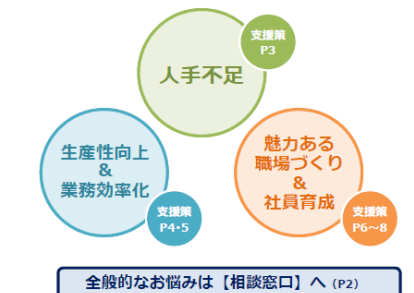 支援策
P3
人手不足
生産性向上
&
業務効率化
支援策
P4・5
魅力ある
職場づくり
&
社員育成
支援策
P6～8
全般的なお悩みは【相談窓口】へ（P2）